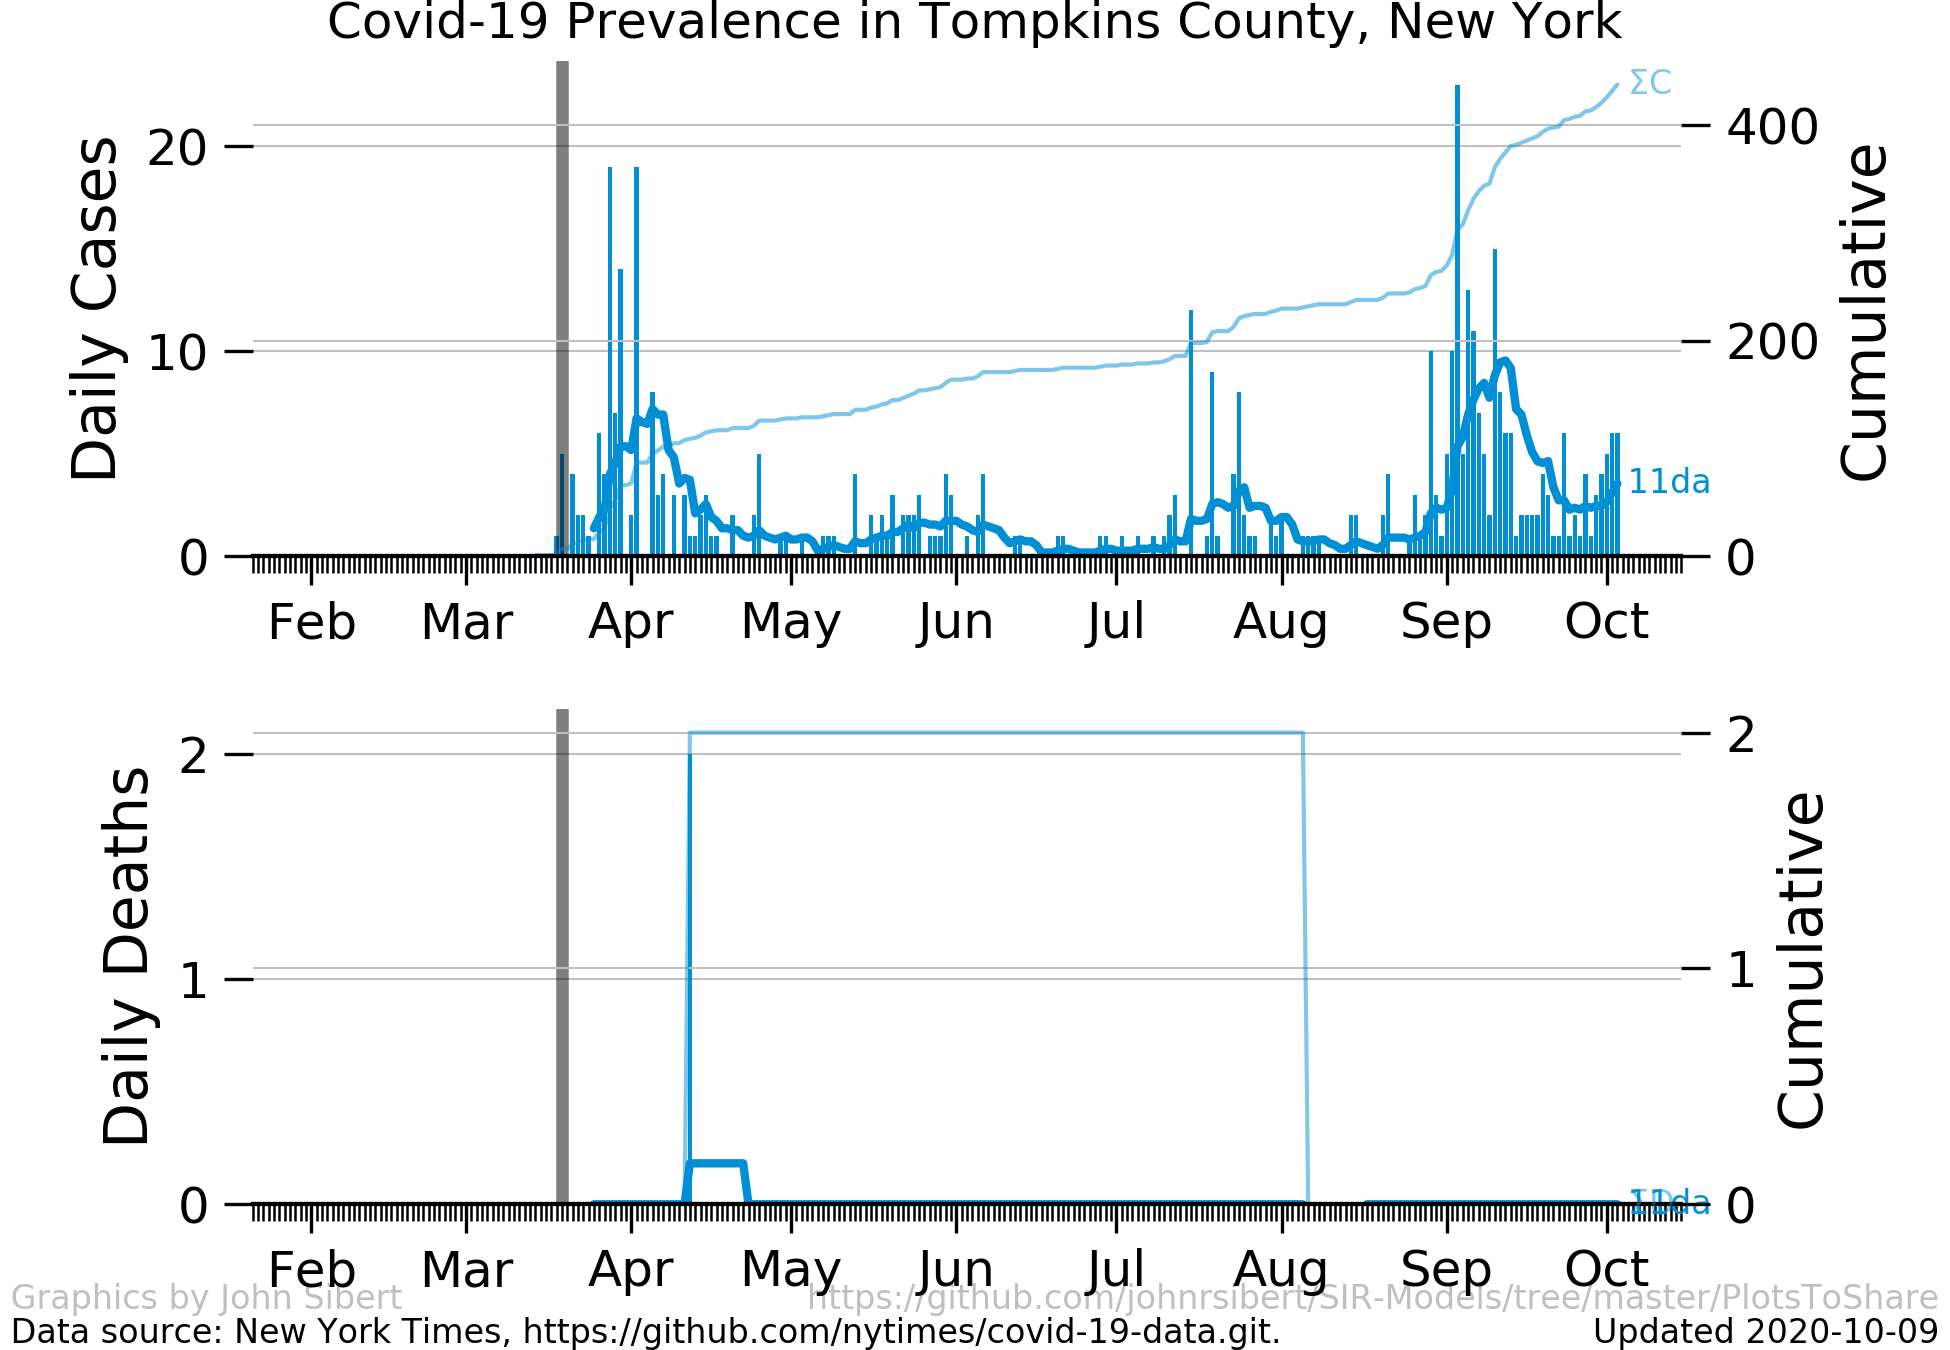 Covid-19 Prevalence in Tompkins County, New York
ΣC
20
400
Daily Cases
Cumulative
10
200
11da
0
0
Feb Mar Apr May Jun Jul Aug Sep Oct
2
2
Daily Deaths
Cumulative
1
1
0
ΣD
11da
0
Feb Mar Apr May Jun Jul Aug Sep Oct
Graphics by John Sibert
https://github.com/johnrsibert/SIR-Models/tree/master/PlotsToShare
Data source: New York Times, https://github.com/nytimes/covid-19-data.git.
Updated 2020-10-09